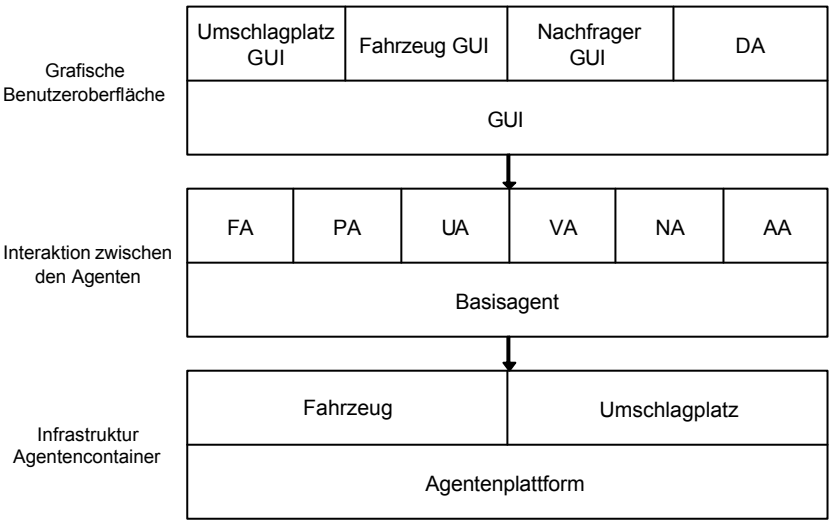 Umschlagplatz
GUI
Fahrzeug GUI
Nachfrager
GUI
DA
Grafische
Benutzeroberfläche
GUI
FA
PA
UA
VA
NA
AA
Interaktion zwischen
den Agenten
Basisagent
Fahrzeug
Umschlagplatz
Infrastruktur
Agentencontainer
Agentenplattform